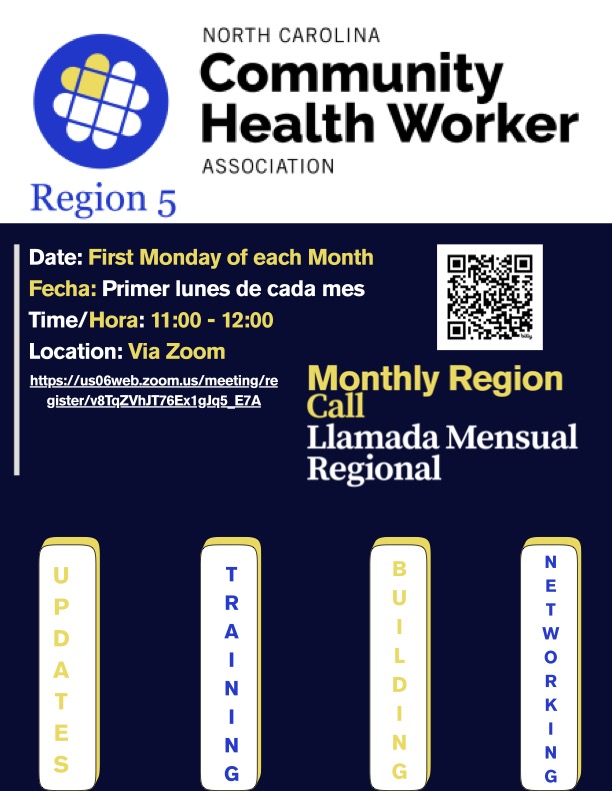 NORTH CAROLINA
Community
Health Worker
ASSOCIATION
Region 5
Date: First Monday of each Month
Fecha: Primer lunes de cada mes
Time/Hora: 11:00 - 12:00
Location: Via Zoom
https://us06web.zoom.us/meeting/re
gister/v8TqZVhJT76Ex1gJq5_E7A
Monthly Region
Call
Llamada Mensual
Regional
UPDATES
TRAINING
BUILDING
NETWORKING